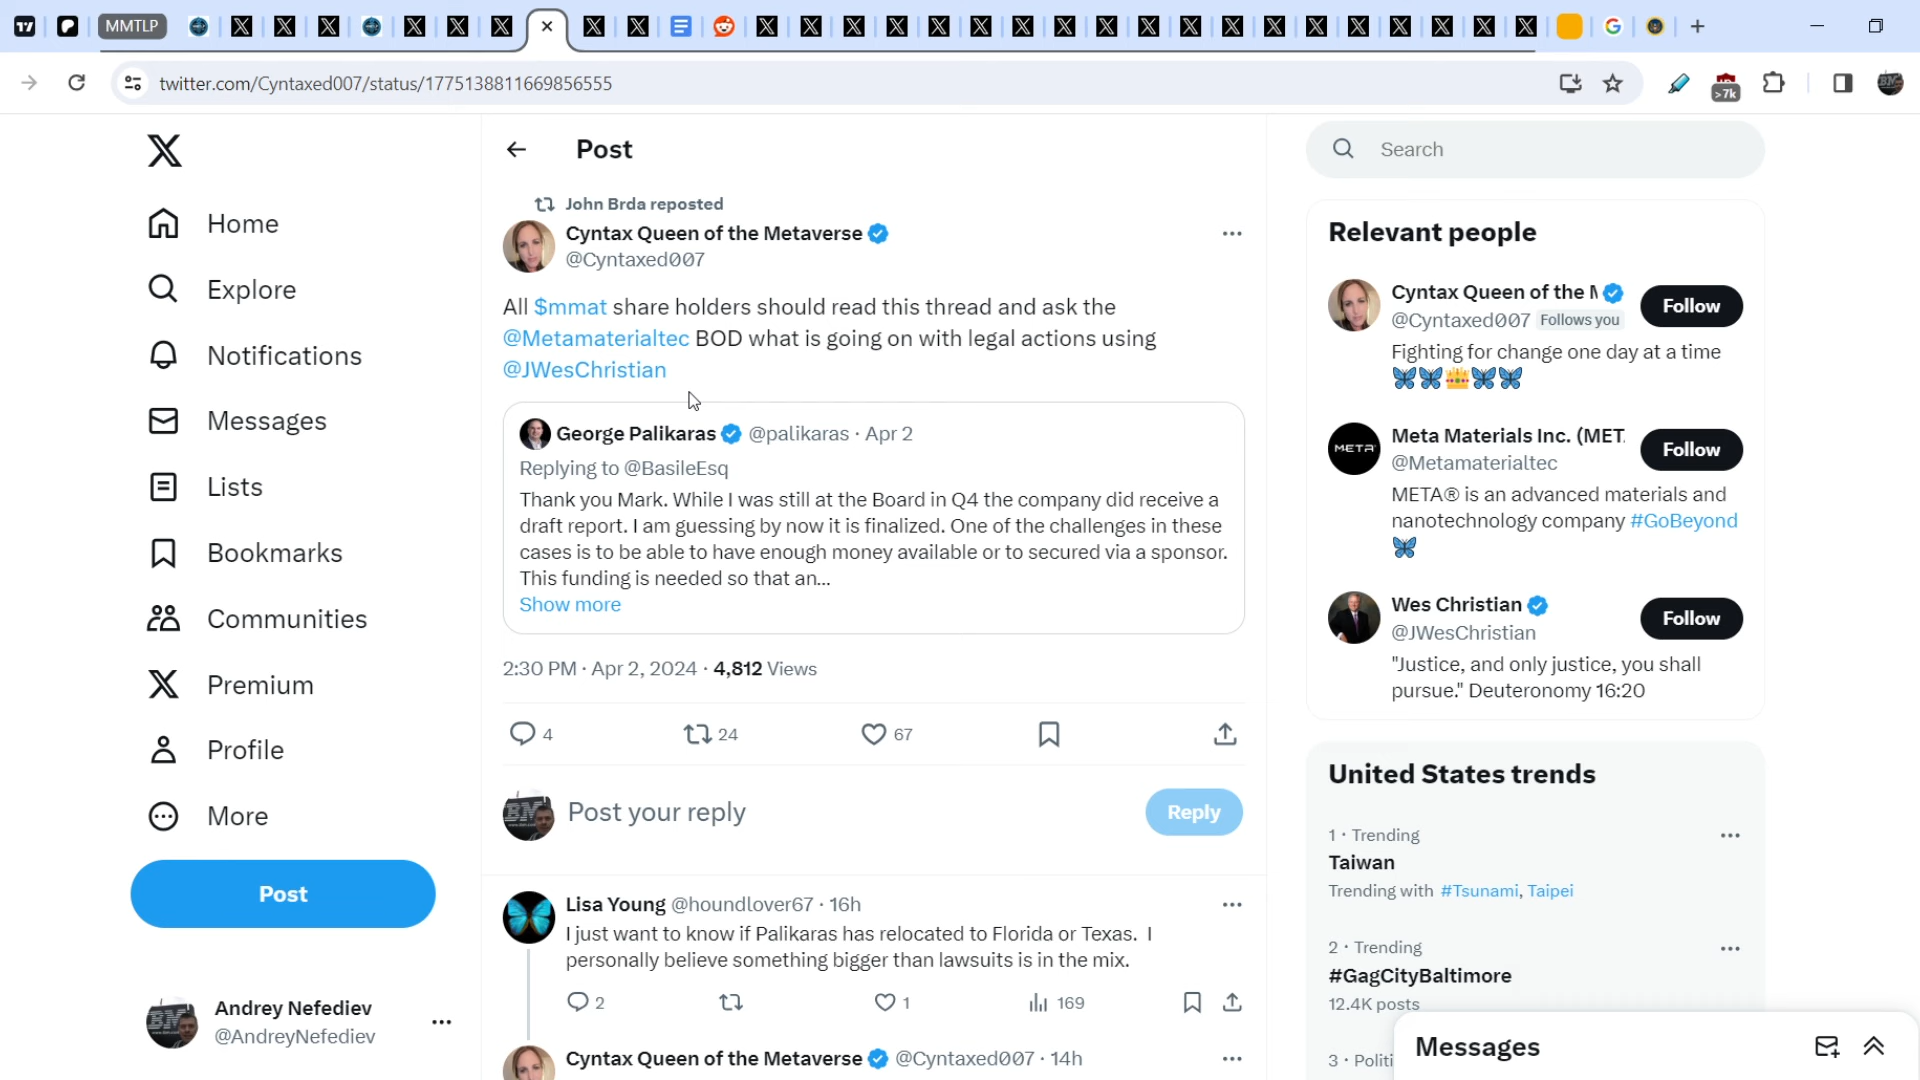 MMTLP
twitter.com/Cyntaxed007/status/1775138811669856555
>7k
Post
Search
John Brda reposted
Cyntax Queen of the Metaverse
@Cyntaxed007
All $mmat share holders should read this thread and ask the
@Metamaterialtec BOD what is going on with legal actions using
@JWesChristian
George Palikaras @palikaras · Apr 2
Replying to @BasileEsq
Thank you Mark. While I was still at the Board in Q4 the company did receive a
draft report. I am guessing by now it is finalized. One of the challenges in these
cases is to be able to have enough money available or to secured via a sponsor.
This funding is needed so that an...
Show more
2:30 PM · Apr 2, 2024 · 4,812 Views
4 24 67
BM
Post your reply
Reply
Lisa Young @houndlover67 · 16h
I just want to know if Palikaras has relocated to Florida or Texas. I
personally believe something bigger than lawsuits is in the mix.
2 1 169
Cyntax Queen of the Metaverse @Cyntaxed007 · 14h
Home
Explore
Notifications
Messages
Lists
Bookmarks
Communities
Premium
Profile
More
Post
BM
Andrey Nefediev
@AndreyNefediev
Relevant people
Cyntax Queen of the M
@Cyntaxed007 Follows you
Follow
Fighting for change one day at a time
META
Meta Materials Inc. (MET.
@Metamaterialtec
Follow
META® is an advanced materials and
nanotechnology company #GoBeyond
Wes Christian
@JWesChristian
Follow
"Justice, and only justice, you shall
pursue." Deuteronomy 16:20
United States trends
1 · Trending
Taiwan
Trending with #Tsunami, Taipei
2 · Trending
#GagCityBaltimore
12.4K posts
3 · Politi
Messages